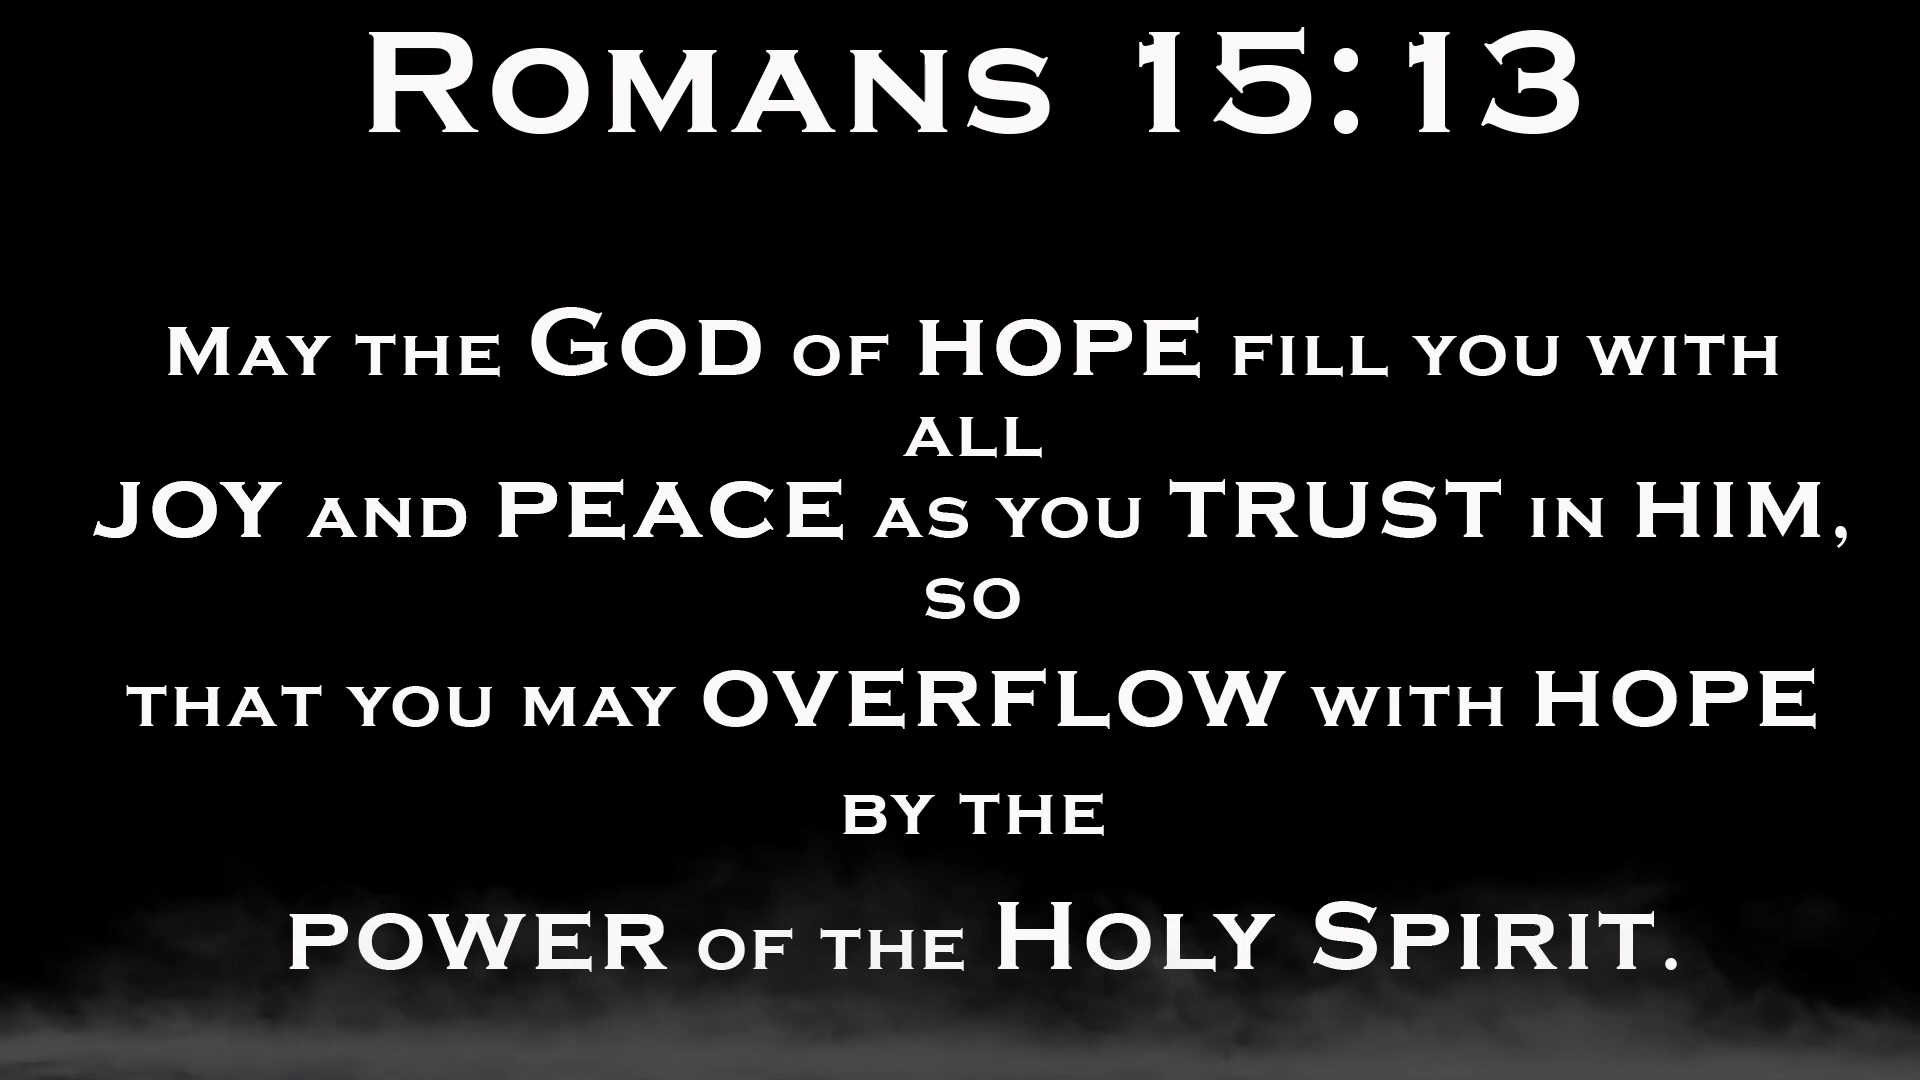 Romans 15:13
May the God of hope fill you with
all
joy and peace as you trust in him,
so
that you may overflow with hope
by the
power of the Holy Spirit.